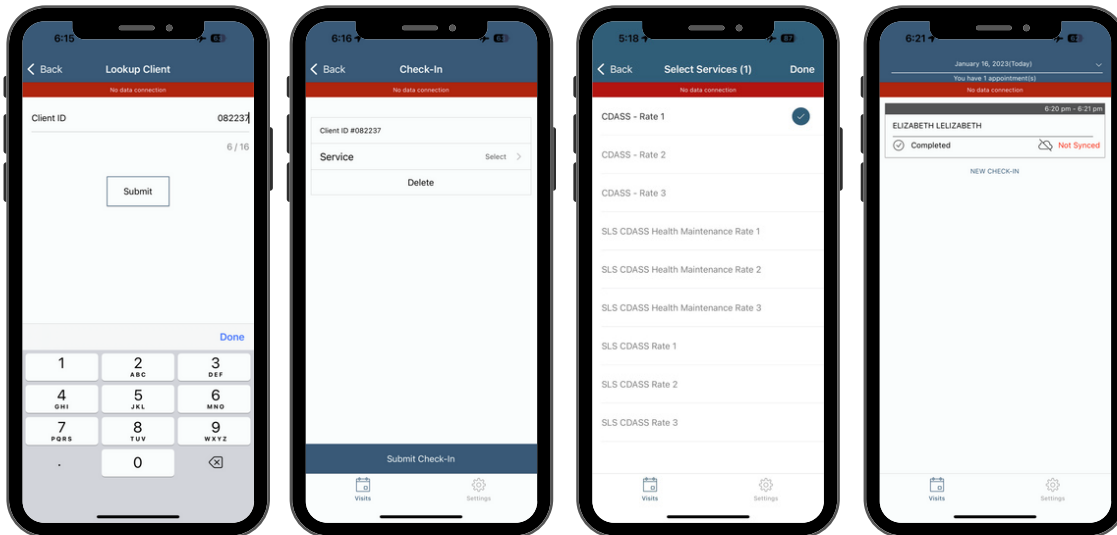 6:15
Back Lookup Client
No data connection
Client ID 082237
6 / 16
Submit
Done
1 2 3
ABC DEF
4 5 6
GHI JKL MNO
7 8 9
PQRS TUV WXYZ
. 0
6:16
Back Check-In
No data connection
Client ID #082237
Service Select
Delete
Submit Check-In
Visits Settings
5:18 87
Back Select Services (1) Done
No data connection
CDASS - Rate 1
CDASS - Rate 2
CDASS - Rate 3
SLS CDASS Health Maintenance Rate 1
SLS CDASS Health Maintenance Rate 2
SLS CDASS Health Maintenance Rate 3
SLS CDASS Rate 1
SLS CDASS Rate 2
SLS CDASS Rate 3
Visits Settings
6:21
January 16, 2023(Today)
You have 1 appointment(s)
No data connection
6:20 pm - 6:21 pm
ELIZABETH LELIZABETH
Completed Not Synced
NEW CHECK-IN
Visits Settings